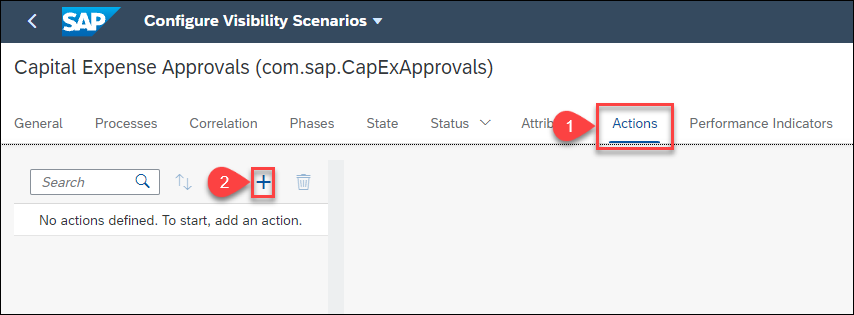 SAP Configure Visibility Scenarios
Capital Expense Approvals (com.sap.CapExApprovals)
General Processes Correlation Phases State Status 1 Actions Performance Indicators
Search 2
No actions defined. To start, add an action.